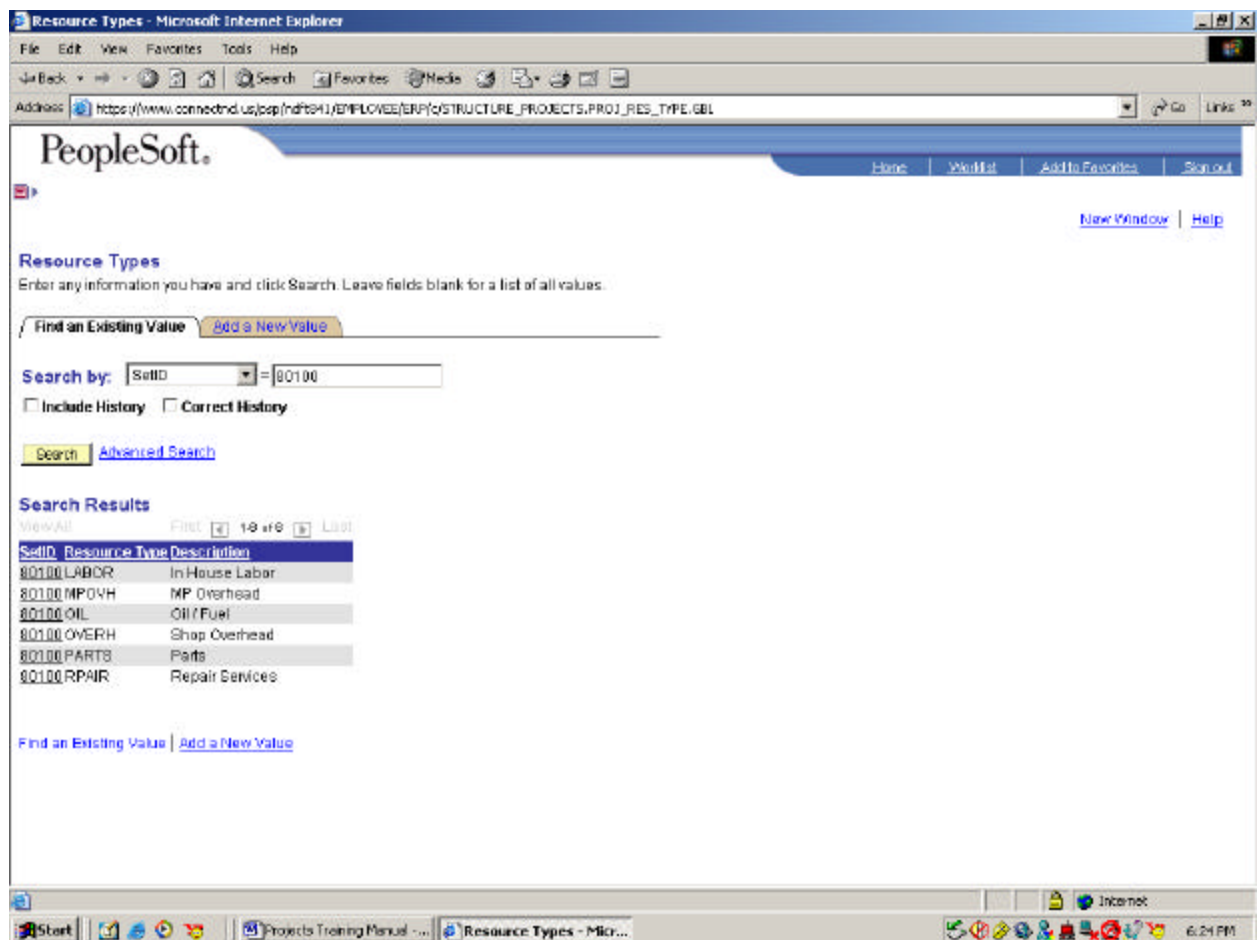 Resource Types - Microsoft Internet Explorer
File Edit View Favorites Tools Help
Back Search Favorites Media
Address https://www.connectnd.us/psp/ndfts41/EMPLOYEE/ERP/c/STRUCTURE_PROJECTS.PROJ_RES_TYPE.GBL Go Links »
PeopleSoft.
Home Worklist Add to Favorites Sign out
New Window Help
Resource Types
Enter any information you have and click Search. Leave fields blank for a list of all values.
Find an Existing Value Add a New Value
Search by: SetID = 80100
Include History Correct History
Search Advanced Search
Search Results
View All First 1-6 of 6 Last
SetID Resource Type Description
80100 LABOR In House Labor
80100 MPOVH MP Overhead
80100 OIL Oil / Fuel
80100 OVERH Shop Overhead
80100 PARTS Parts
80100 RPAIR Repair Services
Find an Existing Value | Add a New Value
Internet
Start Projects Training Manual -... Resource Types - Micr... 6:24 PM